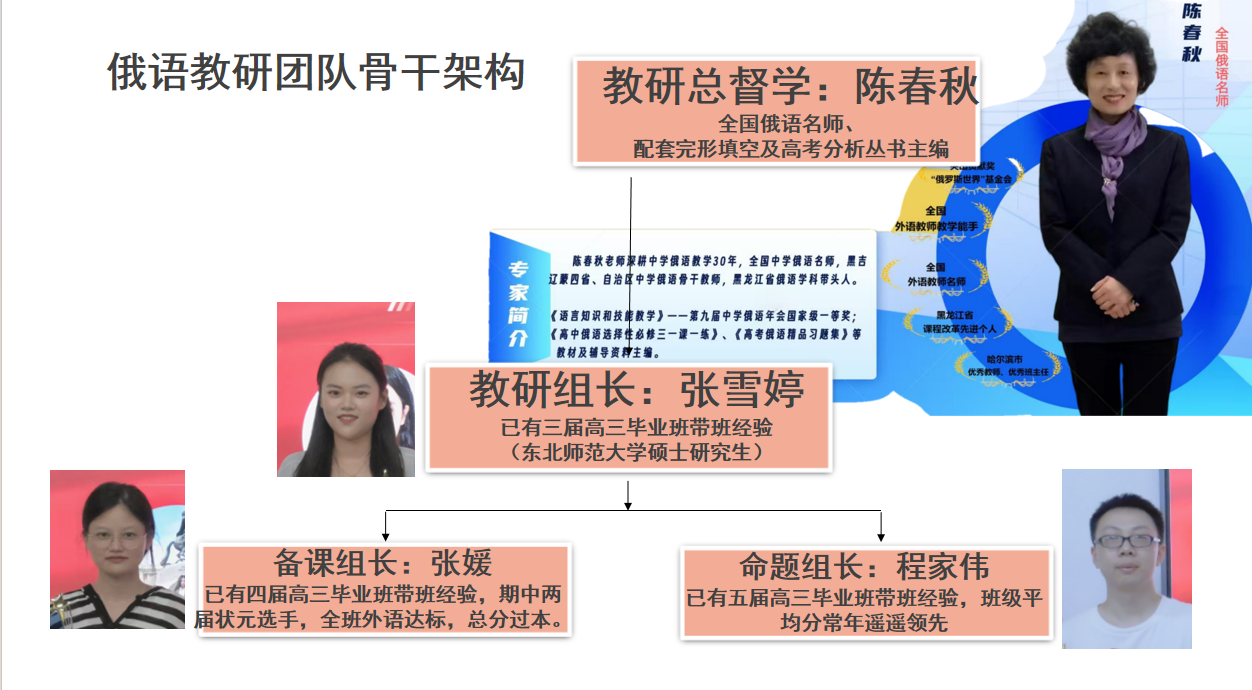 俄语教研团队骨干架构
教研总督学：陈春秋
全国俄语名师、
配套完形填空及高考分析丛书主编
陈春秋
全国俄语名师
“俄罗斯世界”基金会
全国
外语教师教学能手
全国
外语教师名师
黑龙江省
课程改革先进个人
哈尔滨市
优秀教师、优秀班主任
专家简介
陈春秋老师深耕中学俄语教学30年，全国中学俄语名师，黑吉
辽蒙四省、自治区中学俄语骨干教师，黑龙江省俄语学科带头人。
《语言知识和技能教学》——第九届中学俄语年会国家级一等奖；
《高中俄语选择性必修三一课一练》、《高考俄语精品习题集》等
教材及辅导资料主编。
教研组长：张雪婷
已有三届高三毕业班带班经验
（东北师范大学硕士研究生）
备课组长：张媛
已有四届高三毕业班带班经验，期中两
届状元选手，全班外语达标，总分过本。
命题组长：程家伟
已有五届高三毕业班带班经验，班级平
均分常年遥遥领先